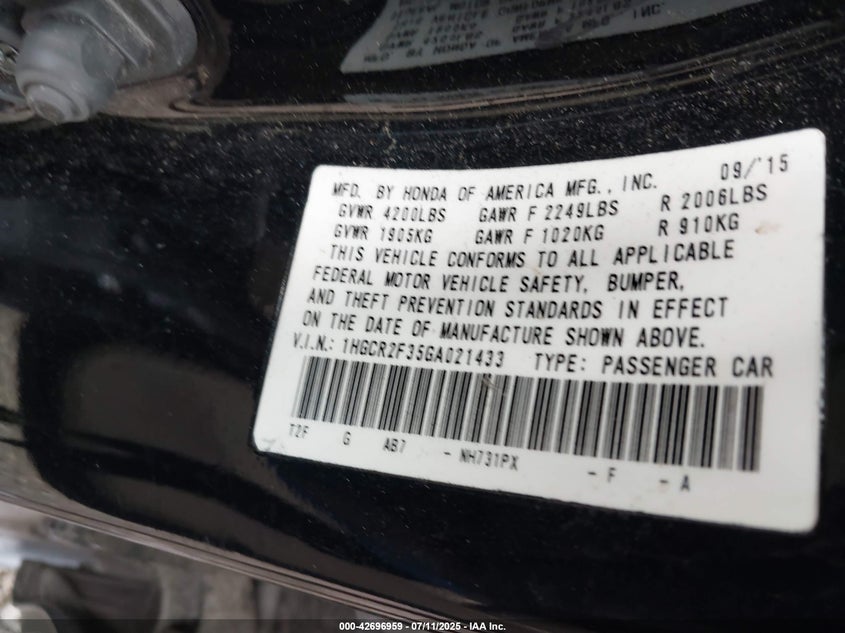 09/'15
MFD. BY HONDA OF AMERICA MFG., INC.
GVWR 4200LBS GAWR F 2249LBS R 2006LBS
GVWR 1905KG GAWR F 1020KG R 910KG
THIS VEHICLE CONFORMS TO ALL APPLICABLE
FEDERAL MOTOR VEHICLE SAFETY, BUMPER,
AND THEFT PREVENTION STANDARDS IN EFFECT
ON THE DATE OF MANUFACTURE SHOWN ABOVE.
V.I.N.: 1HGCR2F35GA021433 TYPE: PASSENGER CAR
T2F G AB7 - NH731PX - F - A
000-42696959 - 07/11/2025 - IAA Inc.